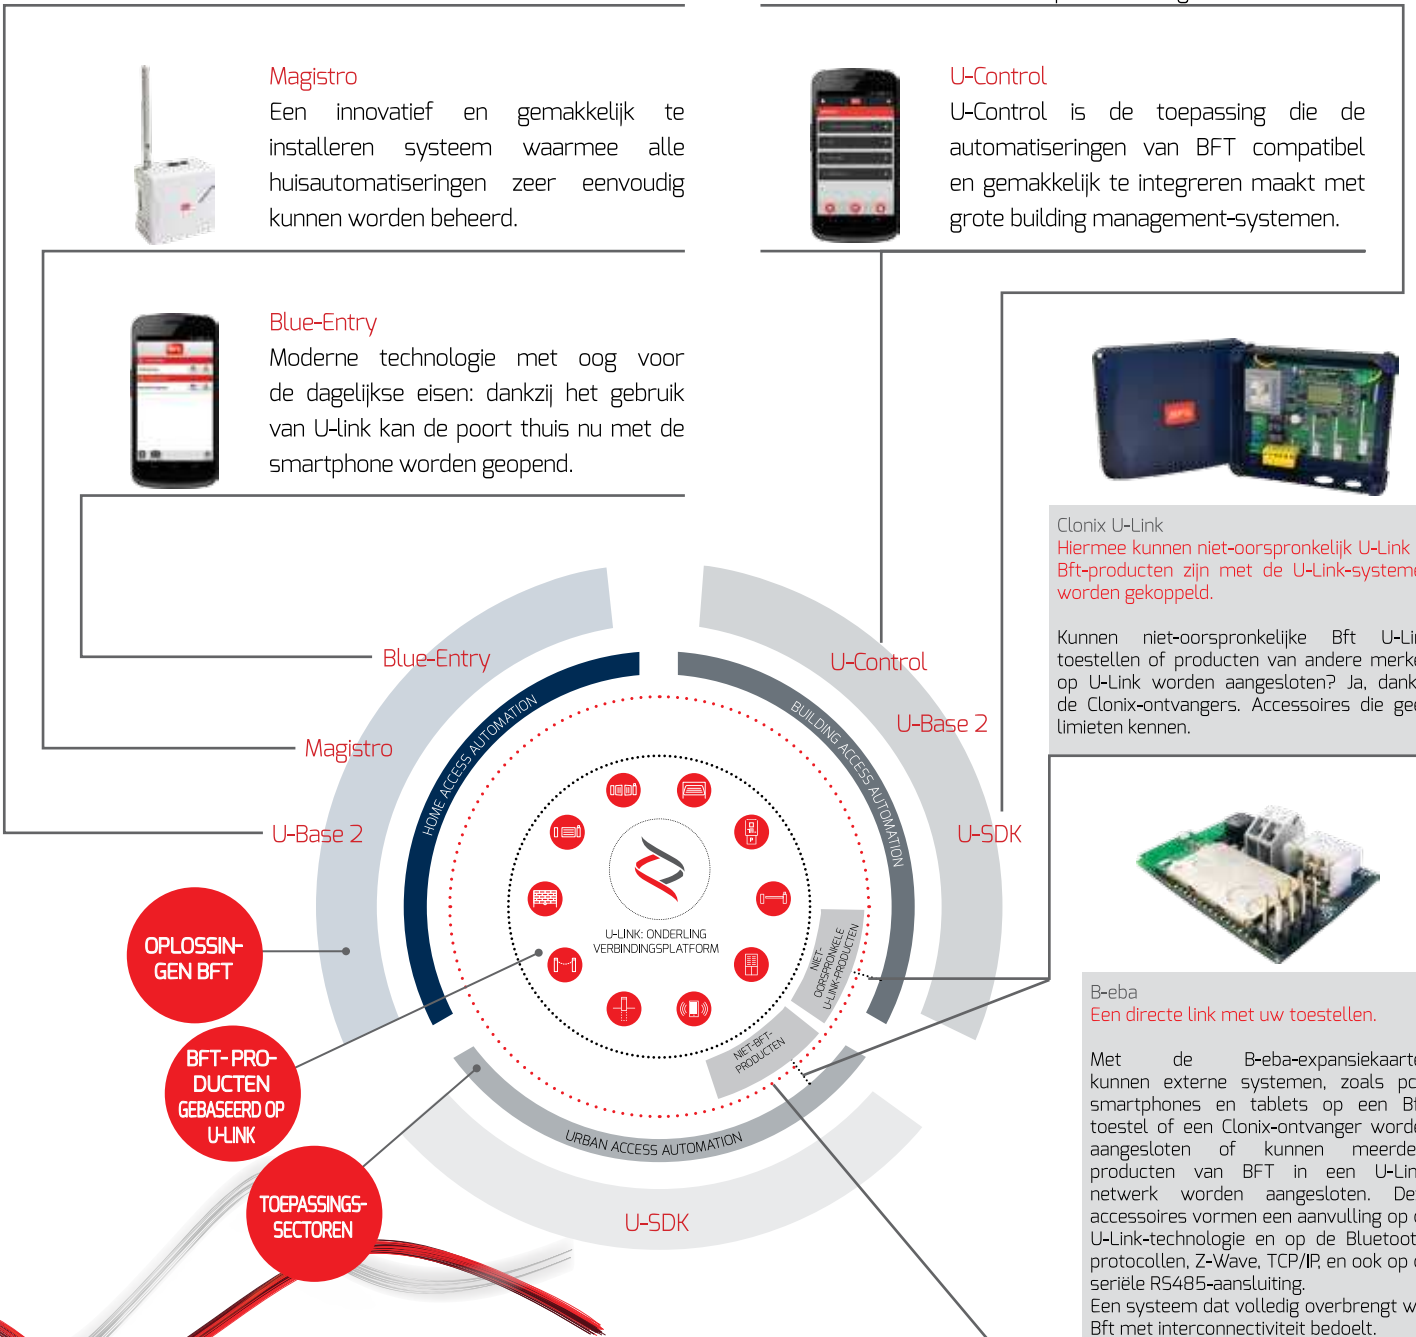 Magistro
Een innovatief en gemakkelijk te
installeren systeem waarmee alle
huisautomatiseringen zeer eenvoudig
kunnen worden beheerd.
U-Control
U-Control is de toepassing die de
automatiseringen van BFT compatibel
en gemakkelijk te integreren maakt met
grote building management-systemen.
Blue-Entry
Moderne technologie met oog voor
de dagelijkse eisen: dankzij het gebruik
van U-link kan de poort thuis nu met de
smartphone worden geopend.
Clonix U-Link
Hiermee kunnen niet-oorspronkelijk U-Link
Bft-producten zijn met de U-Link-systeme
worden gekoppeld.
Kunnen niet-oorspronkelijke Bft U-Lin
toestellen of producten van andere merke
op U-Link worden aangesloten? Ja, dank
de Clonix-ontvangers. Accessoires die gee
limieten kennen.
Blue-Entry
Magistro
U-Base 2
U-Control
U-Base 2
U-SDK
HOME ACCESS AUTOMATION
BUILDING ACCESS AUTOMATION
URBAN ACCESS AUTOMATION
U-SDK
U-LINK: ONDERLING
VERBINDINGSPLATFORM
NIET-
OORSPRONKELE
U-LINK-PRODUCTEN
NIET-BFT-
PRODUCTEN
OPLOSSIN-
GEN BFT
BFT-PRO-
DUCTEN
GEBASEERD OP
U-LINK
TOEPASSINGS-
SECTOREN
B-eba
Een directe link met uw toestellen.
Met de B-eba-expansiekaarte
kunnen externe systemen, zoals pc
smartphones en tablets op een Bf
toestel of een Clonix-ontvanger worde
aangesloten of kunnen meerde
producten van BFT in een U-Lin
netwerk worden aangesloten. De
accessoires vormen een aanvulling op
U-Link-technologie en op de Bluetoot
protocollen, Z-Wave, TCP/IP, en ook op
seriële RS485-aansluiting.
Een systeem dat volledig overbrengt w
Bft met interconnectiviteit bedoelt.